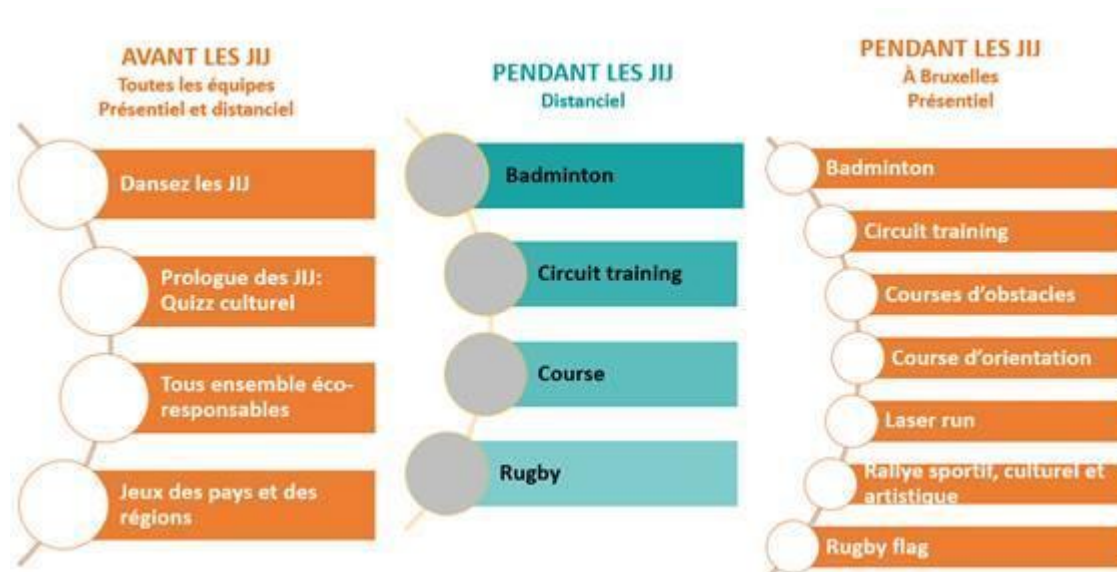 AVANT LES JIJ
Toutes les équipes
Présentiel et distanciel
Dansez les JIJ
Prologue des JIJ:
Quizz culturel
Tous ensemble éco-
responsables
Jeux des pays et des
régions
PENDANT LES JIJ
Distanciel
Badminton
Circuit training
Course
Rugby
PENDANT LES JIJ
À Bruxelles
Présentiel
Badminton
Circuit training
Courses d'obstacles
Course d'orientation
Laser run
Rallye sportif, culturel et
artistique
Rugby flag